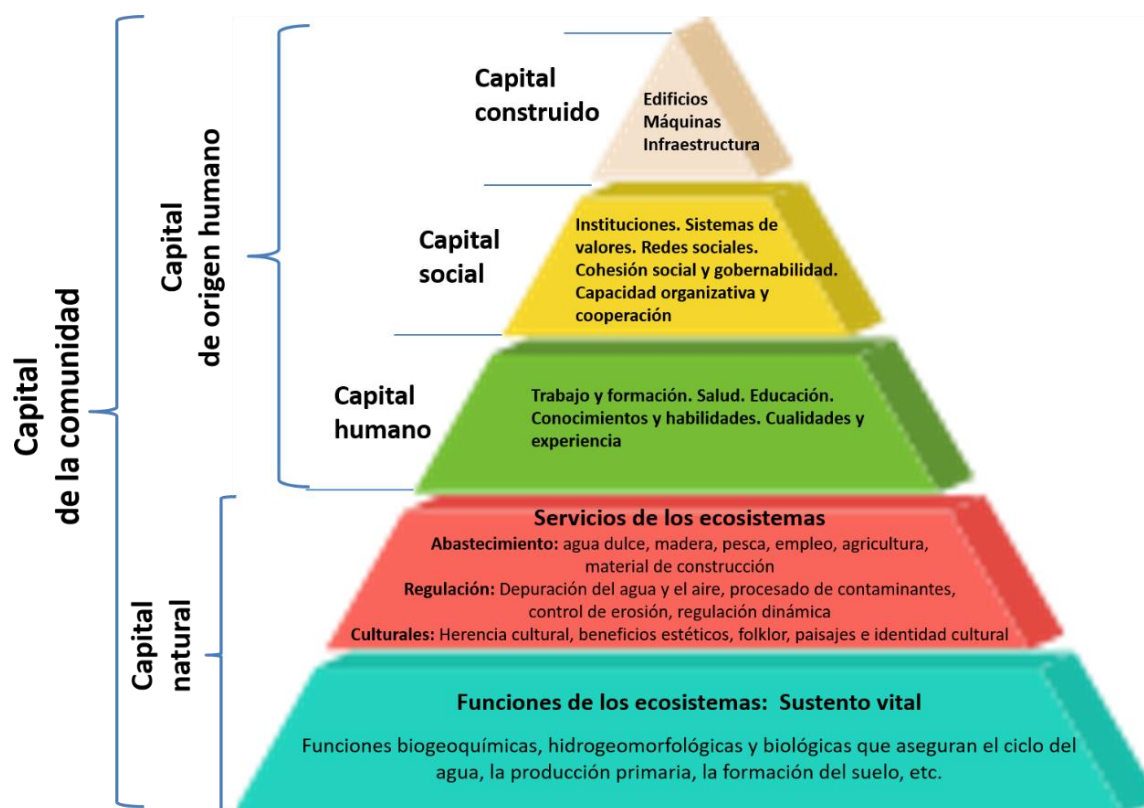 Capital
de la comunidad
Capital
de origen humano
Capital
natural
Capital
construido
Edificios
Máquinas
Infraestructura
Capital
social
Instituciones. Sistemas de
valores. Redes sociales.
Cohesión social y gobernabilidad.
Capacidad organizativa y
cooperación
Capital
humano
Trabajo y formación. Salud. Educación.
Conocimientos y habilidades. Cualidades y
experiencia
Servicios de los ecosistemas
Abastecimiento: agua dulce, madera, pesca, empleo, agricultura,
material de construcción
Regulación: Depuración del agua y el aire, procesado de contaminantes,
control de erosión, regulación dinámica
Culturales: Herencia cultural, beneficios estéticos, folklor, paisajes e identidad cultural
Funciones de los ecosistemas: Sustento vital
Funciones biogeoquímicas, hidrogeomorfológicas y biológicas que aseguran el ciclo del
agua, la producción primaria, la formación del suelo, etc.